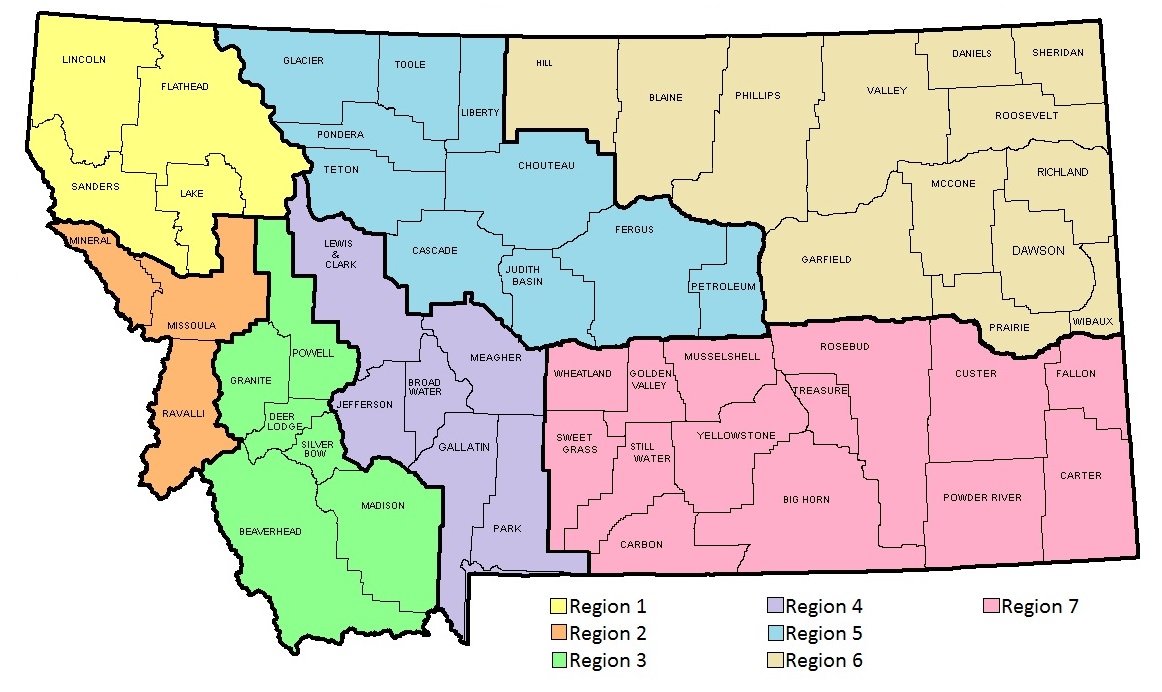 LINCOLN
FLATHEAD
GLACIER
TOOLE
LIBERTY
HILL
BLAINE
PHILLIPS
VALLEY
DANIELS
SHERIDAN
ROOSEVELT
PONDERA
TETON
CHOUTEAU
SANDERS
LAKE
MCCONE
RICHLAND
MINERAL
LEWIS
&
CLARK
CASCADE
JUDITH
BASIN
FERGUS
PETROLEUM
GARFIELD
DAWSON
MISSOULA
PRAIRIE
WIBAUX
GRANITE
POWELL
MEAGHER
WHEATLAND
GOLDEN
VALLEY
MUSSELSHELL
ROSEBUD
TREASURE
CUSTER
FALLON
RAVALLI
DEER
LODGE
SILVER
BOW
JEFFERSON
BROAD
WATER
GALLATIN
SWEET
GRASS
STILL
WATER
YELLOWSTONE
BEAVERHEAD
MADISON
PARK
CARBON
BIG HORN
POWDER RIVER
CARTER
Region 1
Region 2
Region 3
Region 4
Region 5
Region 6
Region 7